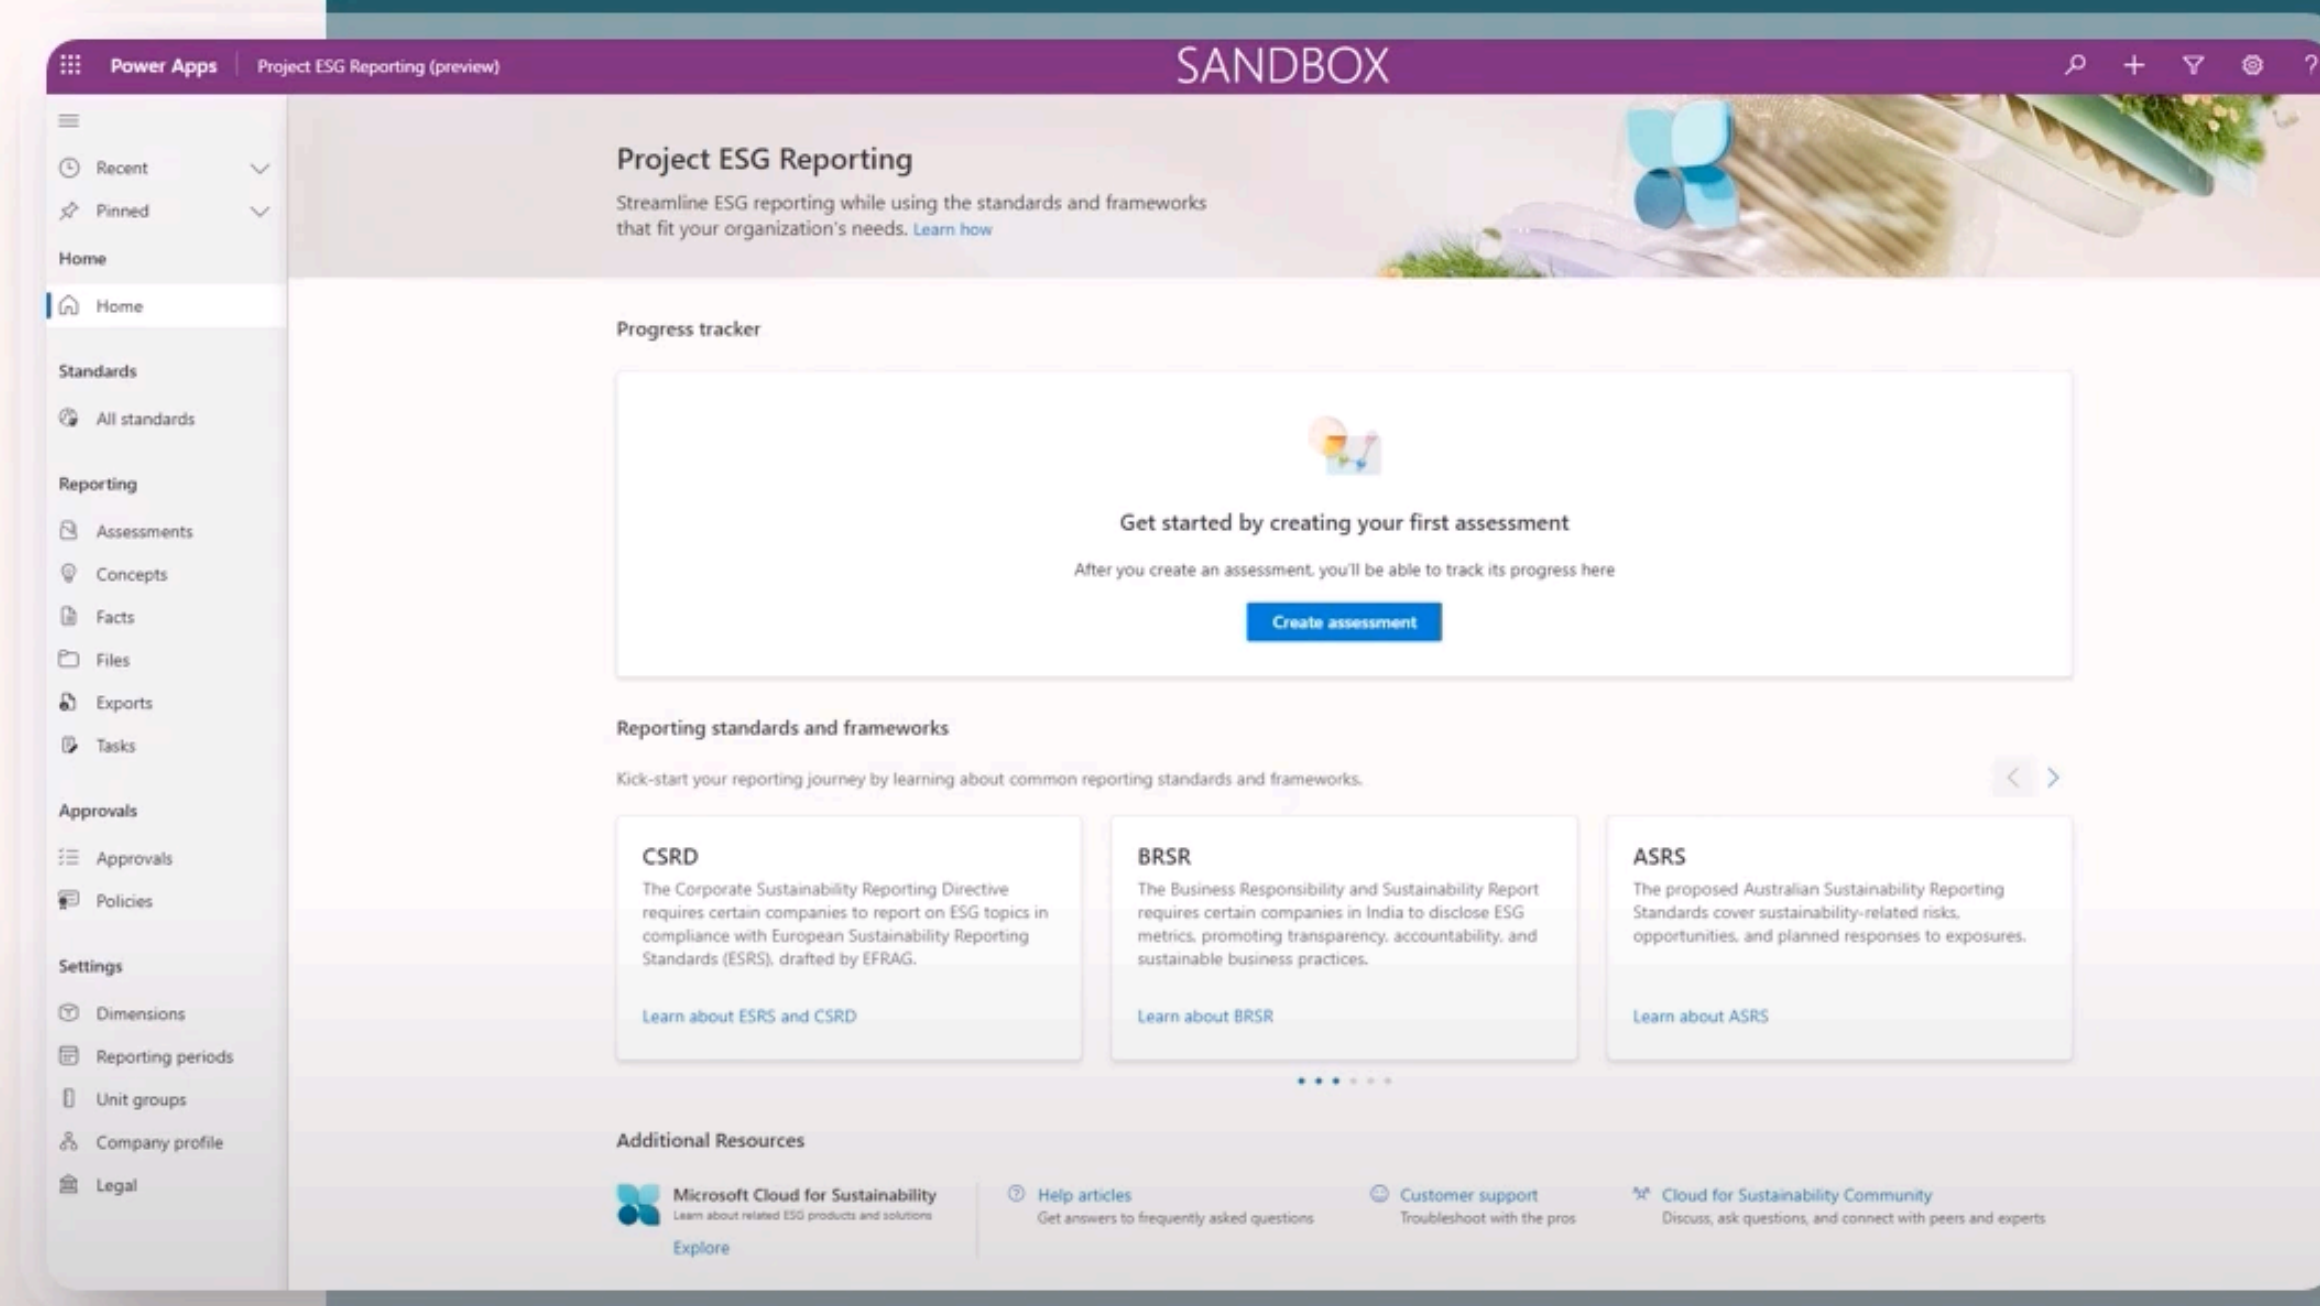 Power Apps
Project ESG Reporting (preview)
SANDBOX
?
Recent
Pinned
Home
Home
Standards
All standards
Reporting
Assessments
Concepts
Facts
Files
Exports
Tasks
Approvals
Approvals
Policies
Settings
Dimensions
Reporting periods
Unit groups
Company profile
Legal
Project ESG Reporting
Streamline ESG reporting while using the standards and frameworks
that fit your organization's needs. Learn how
Progress tracker
Get started by creating your first assessment
After you create an assessment, you'll be able to track its progress here
Create assessment
Reporting standards and frameworks
Kick-start your reporting journey by learning about common reporting standards and frameworks.
CSRD
The Corporate Sustainability Reporting Directive
requires certain companies to report on ESG topics in
compliance with European Sustainability Reporting
Standards (ESRS), drafted by EFRAG.
Learn about ESRS and CSRD
BRSR
The Business Responsibility and Sustainability Report
requires certain companies in India to disclose ESG
metrics, promoting transparency, accountability, and
sustainable business practices.
Learn about BRSR
ASRS
The proposed Australian Sustainability Reporting
Standards cover sustainability-related risks,
opportunities, and planned responses to exposures.
Learn about ASRS
Additional Resources
Microsoft Cloud for Sustainability
Learn about related ESG products and solutions
Explore
Help articles
Get answers to frequently asked questions
Customer support
Troubleshoot with the pros
Cloud for Sustainability Community
Discuss, ask questions, and connect with peers and experts